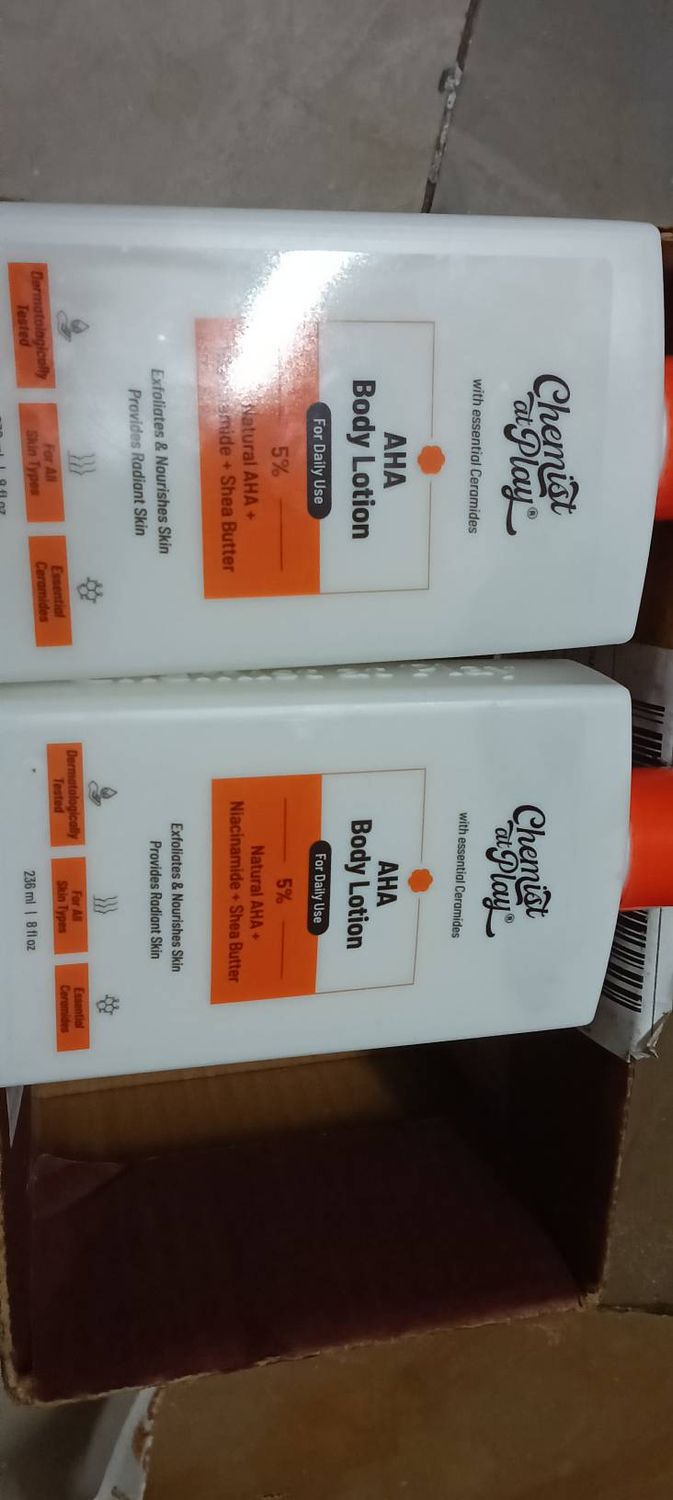 Chemist
at Play®
with essential Ceramides
AHA
Body Lotion
For Daily Use
5%
Natural AHA +
mide + Shea Butter
Exfoliates & Nourishes Skin
Provides Radiant Skin
Dermatologically
Tested
For All
Skin Types
Essential
Ceramides
Chemist
at Play®
with essential Ceramides
AHA
Body Lotion
For Daily Use
5%
Natural AHA +
Niacinamide + Shea Butter
Exfoliates & Nourishes Skin
Provides Radiant Skin
Dermatologically
Tested
For All
Skin Types
Essential
Ceramides
236 ml | 8 fl oz